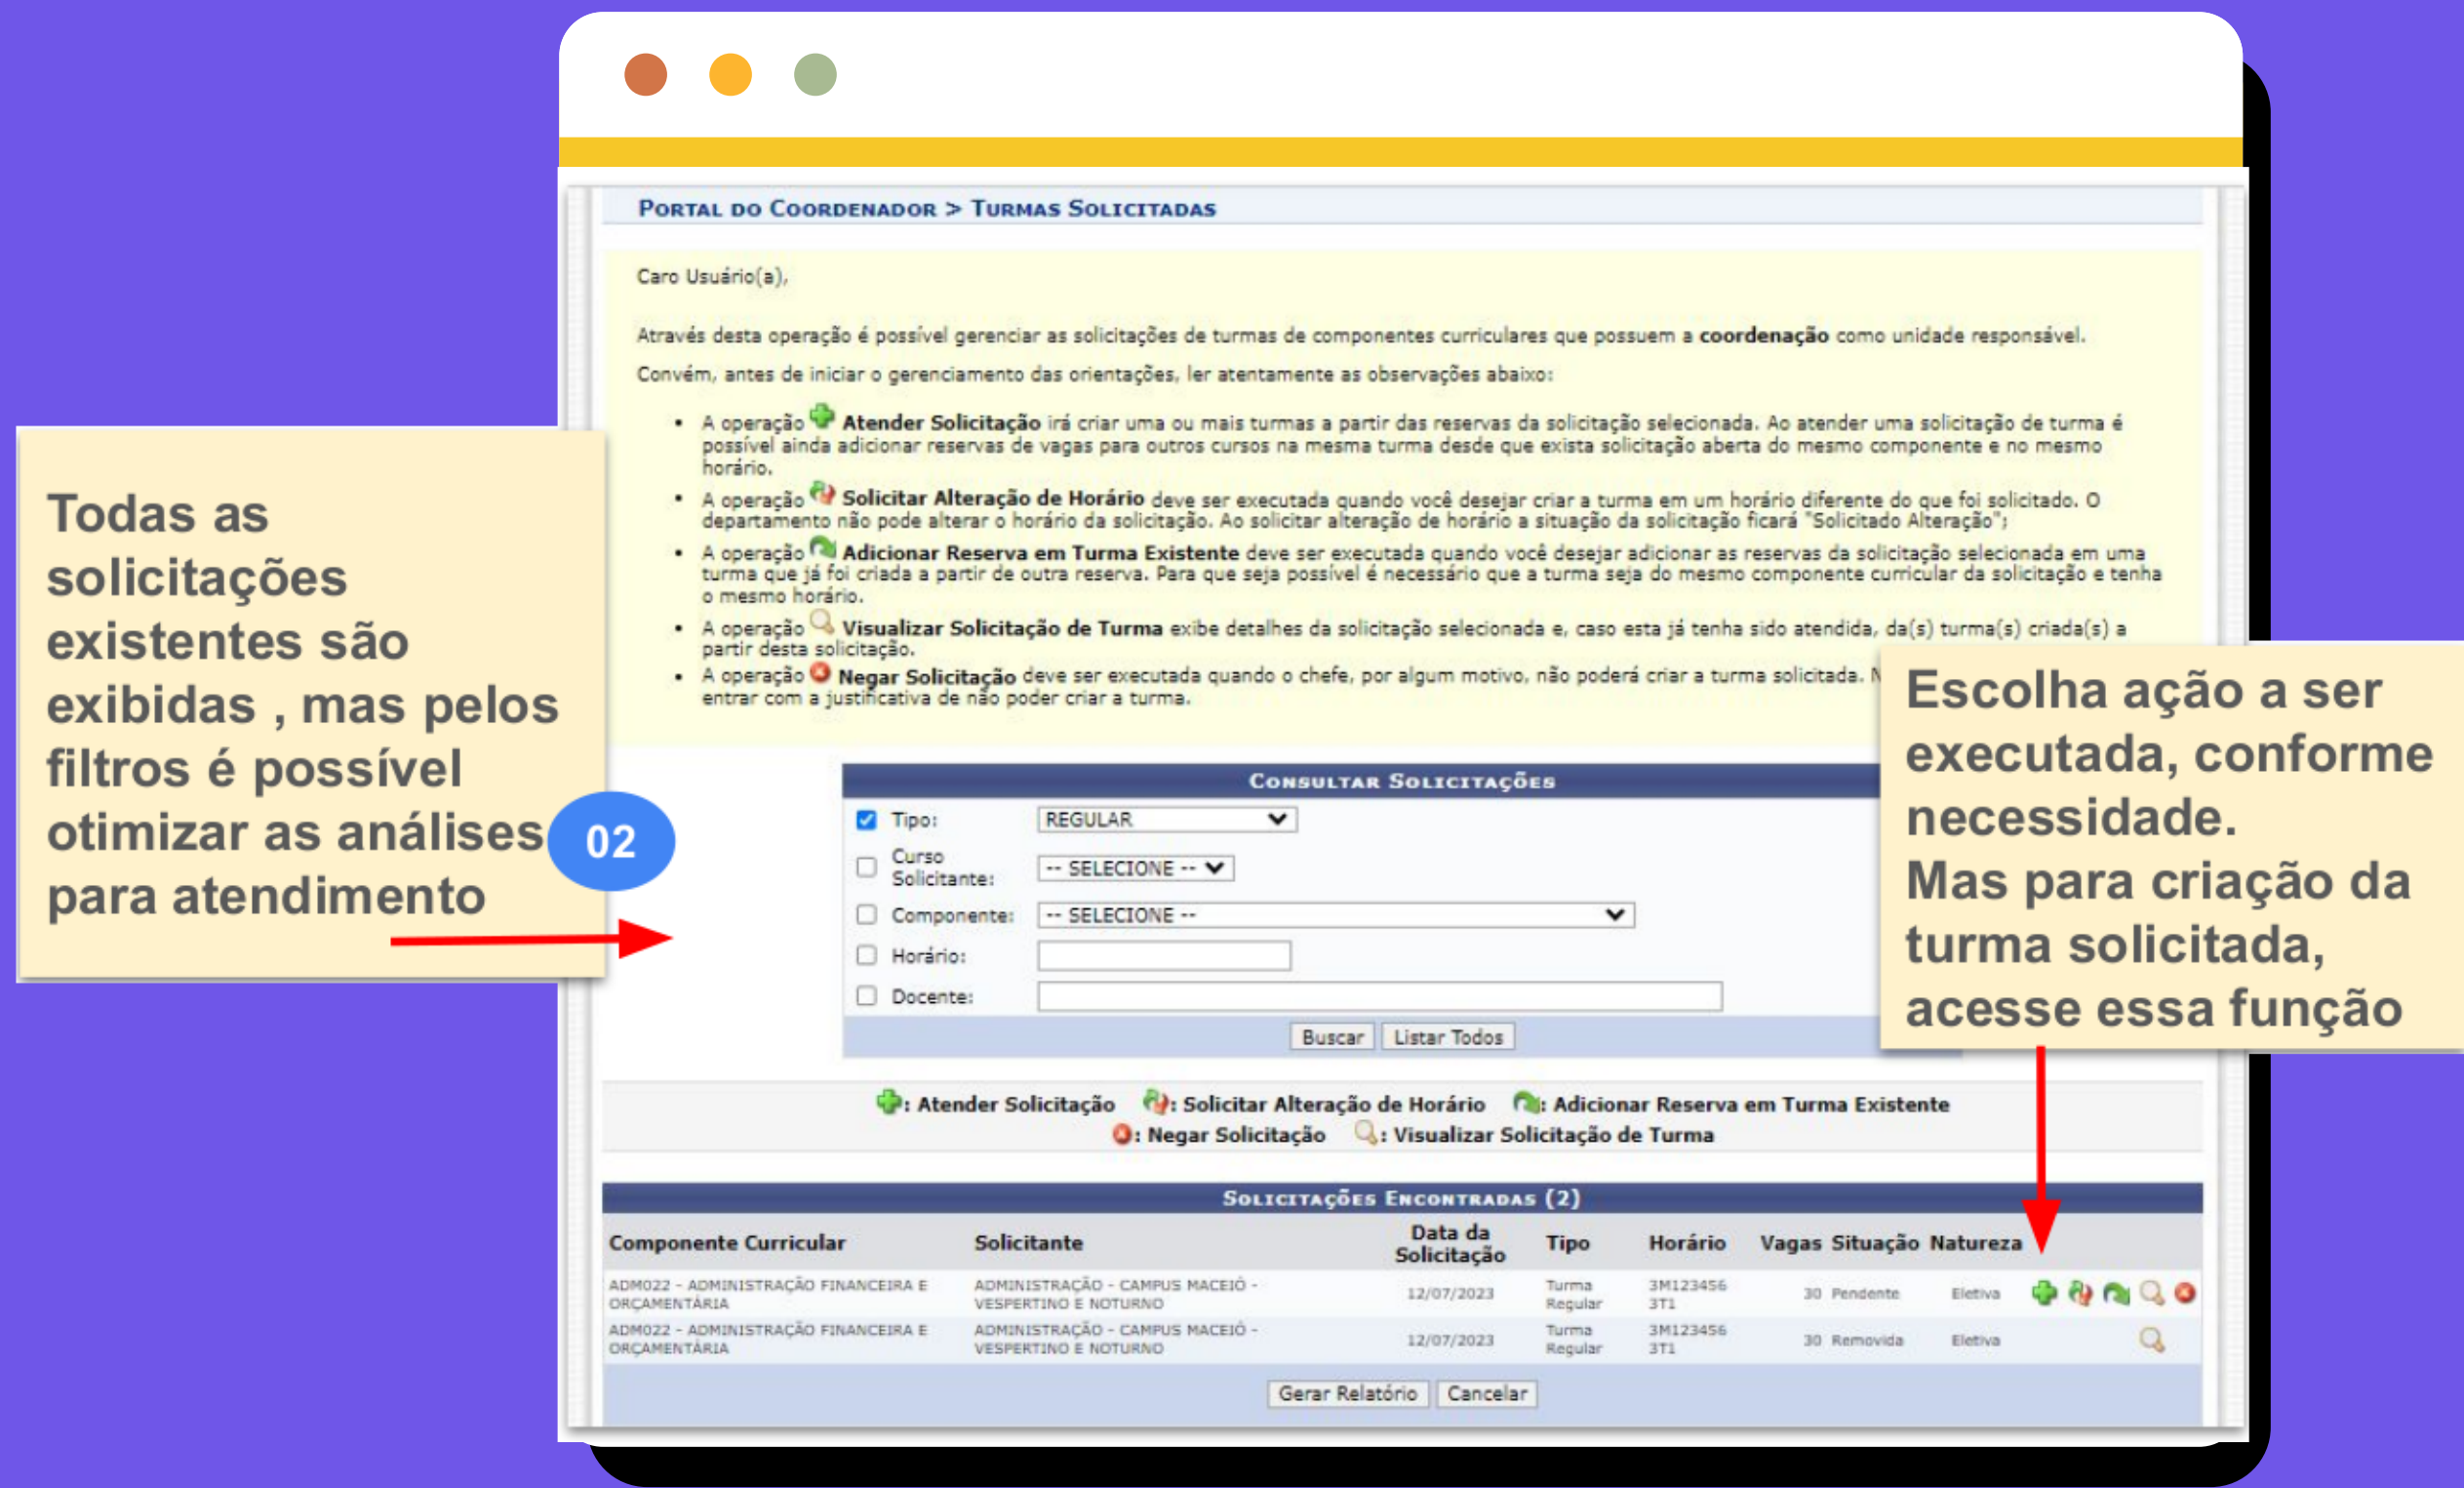 PORTAL DO COORDENADOR > TURMAS SOLICITADAS
Caro Usuário(a),
Através desta operação é possível gerenciar as solicitações de turmas de componentes curriculares que possuem a coordenação como unidade responsável.
Convém, antes de iniciar o gerenciamento das orientações, ler atentamente as observações abaixo:
• A operação Atender Solicitação irá criar uma ou mais turmas a partir das reservas da solicitação selecionada. Ao atender uma solicitação de turma é
possível ainda adicionar reservas de vagas para outros cursos na mesma turma desde que exista solicitação aberta do mesmo componente e no mesmo
horário.
• A operação Solicitar Alteração de Horário deve ser executada quando você desejar criar a turma em um horário diferente do que foi solicitado. O
departamento não pode alterar o horário da solicitação. Ao solicitar alteração de horário a situação da solicitação ficará "Solicitado Alteração";
• A operação Adicionar Reserva em Turma Existente deve ser executada quando você desejar adicionar as reservas da solicitação selecionada em uma
turma que já foi criada a partir de outra reserva. Para que seja possível é necessário que a turma seja do mesmo componente curricular da solicitação e tenha
o mesmo horário.
• A operação Visualizar Solicitação de Turma exibe detalhes da solicitação selecionada e, caso esta já tenha sido atendida, da(s) turma(s) criada(s) a
partir desta solicitação.
• A operação Negar Solicitação deve ser executada quando o chefe, por algum motivo, não poderá criar a turma solicitada.
entrar com a justificativa de não poder criar a turma.
Todas as
solicitações
existentes são
exibidas , mas pelos
filtros é possível
otimizar as análises
para atendimento
02
Escolha ação a ser
executada, conforme
necessidade.
Mas para criação da
turma solicitada,
acesse essa função
CONSULTAR SOLICITAÇÕES
Tipo: REGULAR
Curso
Solicitante: -- SELECIONE --
Componente: -- SELECIONE --
Horário:
Docente:
Buscar Listar Todos
: Atender Solicitação : Solicitar Alteração de Horário : Adicionar Reserva em Turma Existente
: Negar Solicitação : Visualizar Solicitação de Turma
SOLICITAÇÕES ENCONTRADAS (2)
Componente Curricular Solicitante Data da Solicitação Tipo Horário Vagas Situação Natureza
ADM022 - ADMINISTRAÇÃO FINANCEIRA E ADMINISTRAÇÃO - CAMPUS MACEIÓ - 12/07/2023 Turma 3M123456 30 Pendente Eletiva
ORÇAMENTÁRIA VESPERTINO E NOTURNO Regular 3T1
ADM022 - ADMINISTRAÇÃO FINANCEIRA E ADMINISTRAÇÃO - CAMPUS MACEIÓ - 12/07/2023 Turma 3M123456 30 Removida Eletiva
ORÇAMENTÁRIA VESPERTINO E NOTURNO Regular 3T1
Gerar Relatório Cancelar